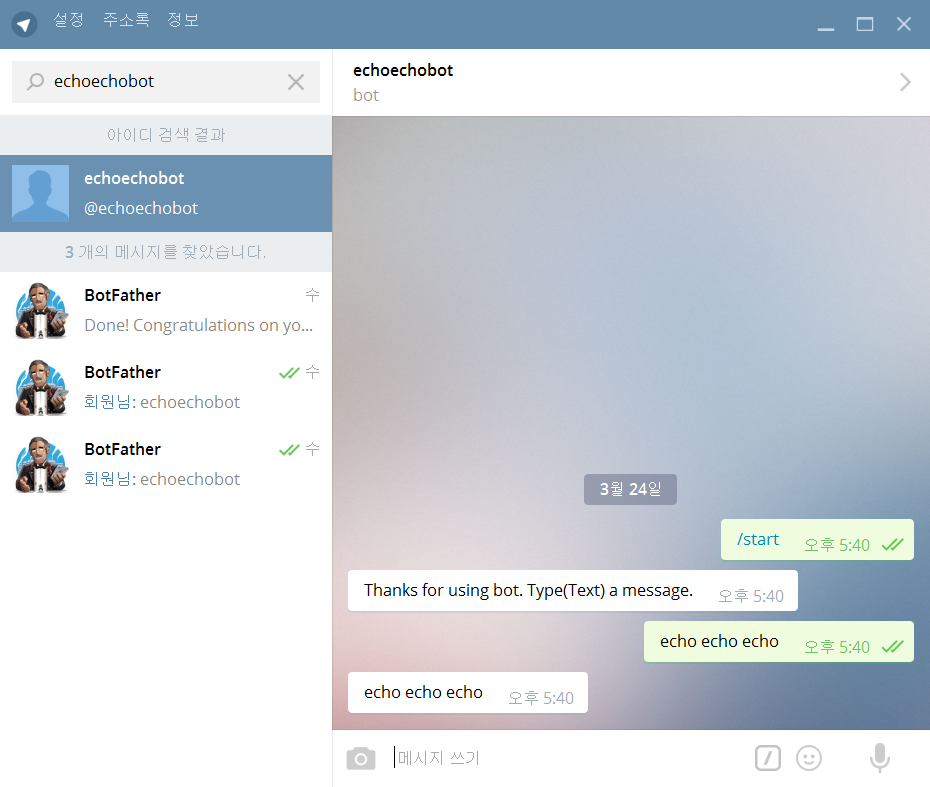 설정 주소록 정보
echoechobot
아이디 검색 결과
echoechobot
@echoechobot
3 개의 메시지를 찾았습니다.
BotFather 수
Done! Congratulations on yo...
BotFather 수
회원님: echoechobot
BotFather 수
회원님: echoechobot
echoechobot
bot
3월 24일
/start 오후 5:40
Thanks for using bot. Type(Text) a message. 오후 5:40
echo echo echo 오후 5:40
echo echo echo 오후 5:40
메시지 쓰기